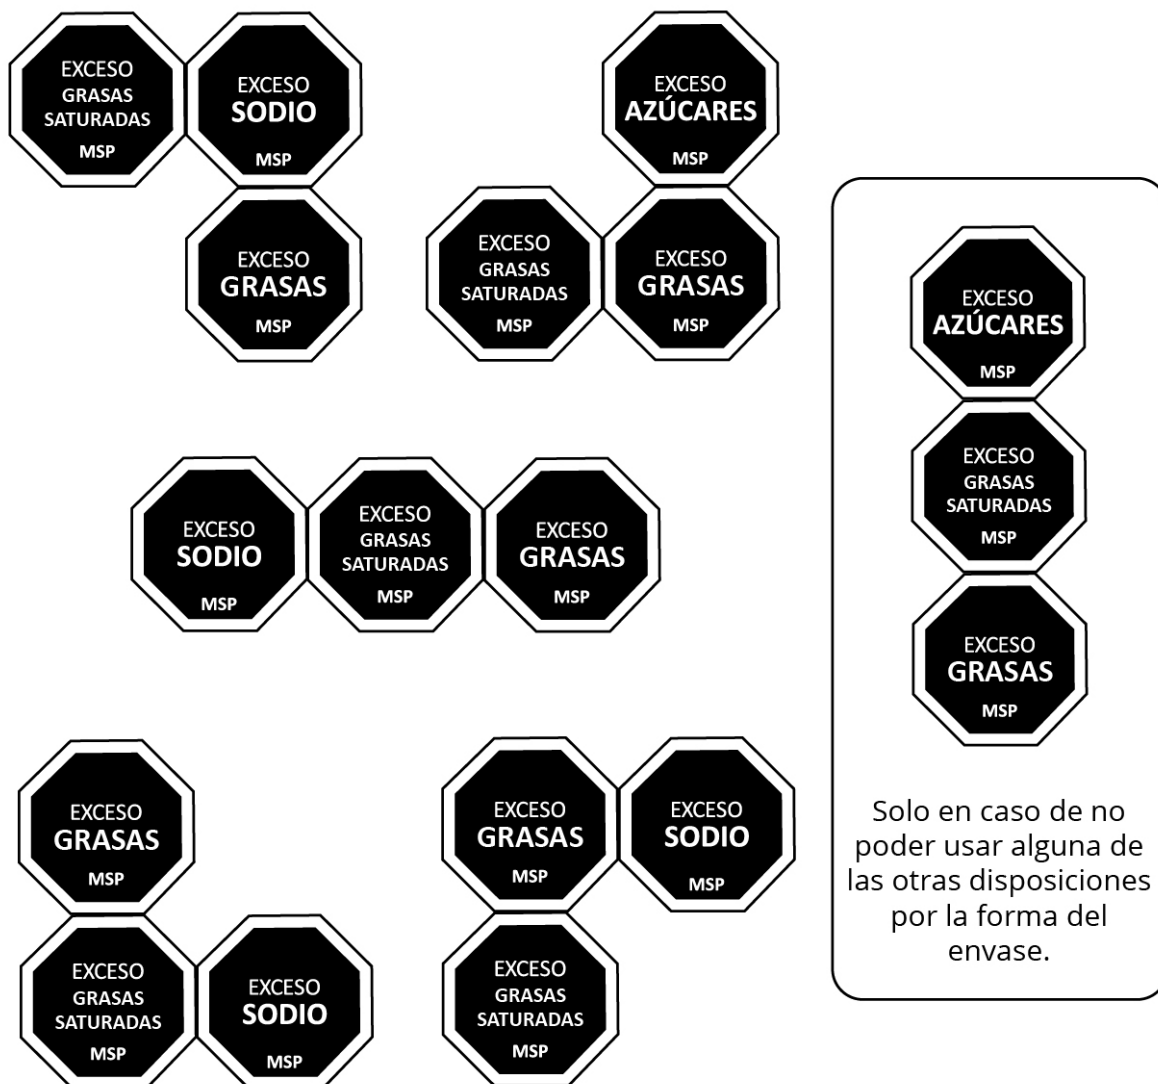 EXCESO
GRASAS
SATURADAS
MSP
EXCESO
SODIO
MSP
EXCESO
GRASAS
MSP
EXCESO
AZÚCARES
MSP
EXCESO
GRASAS
SATURADAS
MSP
EXCESO
GRASAS
MSP
EXCESO
SODIO
MSP
EXCESO
GRASAS
SATURADAS
MSP
EXCESO
GRASAS
MSP
EXCESO
GRASAS
MSP
EXCESO
GRASAS
SATURADAS
MSP
EXCESO
SODIO
MSP
EXCESO
GRASAS
MSP
EXCESO
SODIO
MSP
EXCESO
GRASAS
SATURADAS
MSP
EXCESO
AZÚCARES
MSP
EXCESO
GRASAS
SATURADAS
MSP
EXCESO
GRASAS
MSP
Solo en caso de no
poder usar alguna de
las otras disposiciones
por la forma del
envase.